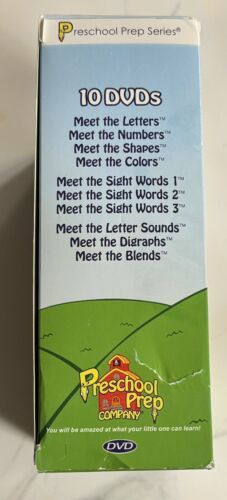 Preschool Prep Series®
10 DVDs
Meet the Letters™
Meet the Numbers™
Meet the Shapes™
Meet the Colors™
Meet the Sight Words 1™
Meet the Sight Words 2™
Meet the Sight Words 3™
Meet the Letter Sounds™
Meet the Digraphs™
Meet the Blends™
Preschool
Prep
COMPANY™
You will be amazed at what your little one can learn!
DVD